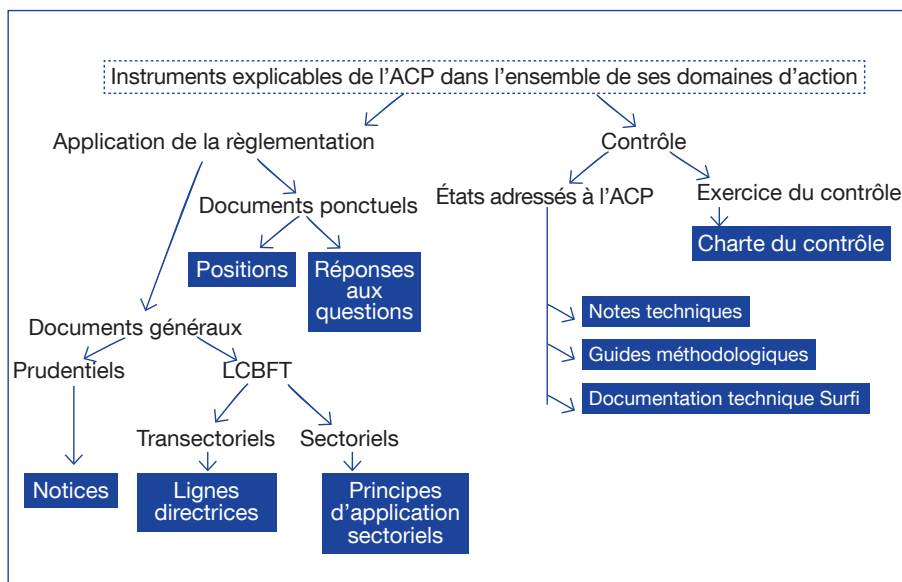 Instruments explicables de l'ACP dans l'ensemble de ses domaines d'action
Application de la règlementation
Contrôle
Documents ponctuels
États adressés à l'ACP
Exercice du contrôle
Positions
Réponses
aux
questions
Charte du contrôle
Documents généraux
Notes techniques
Prudentiels
LCBFT
Guides méthodologiques
Documentation technique Surfi
Transectoriels
Sectoriels
Notices
Lignes
directrices
Principes
d'application
sectoriels